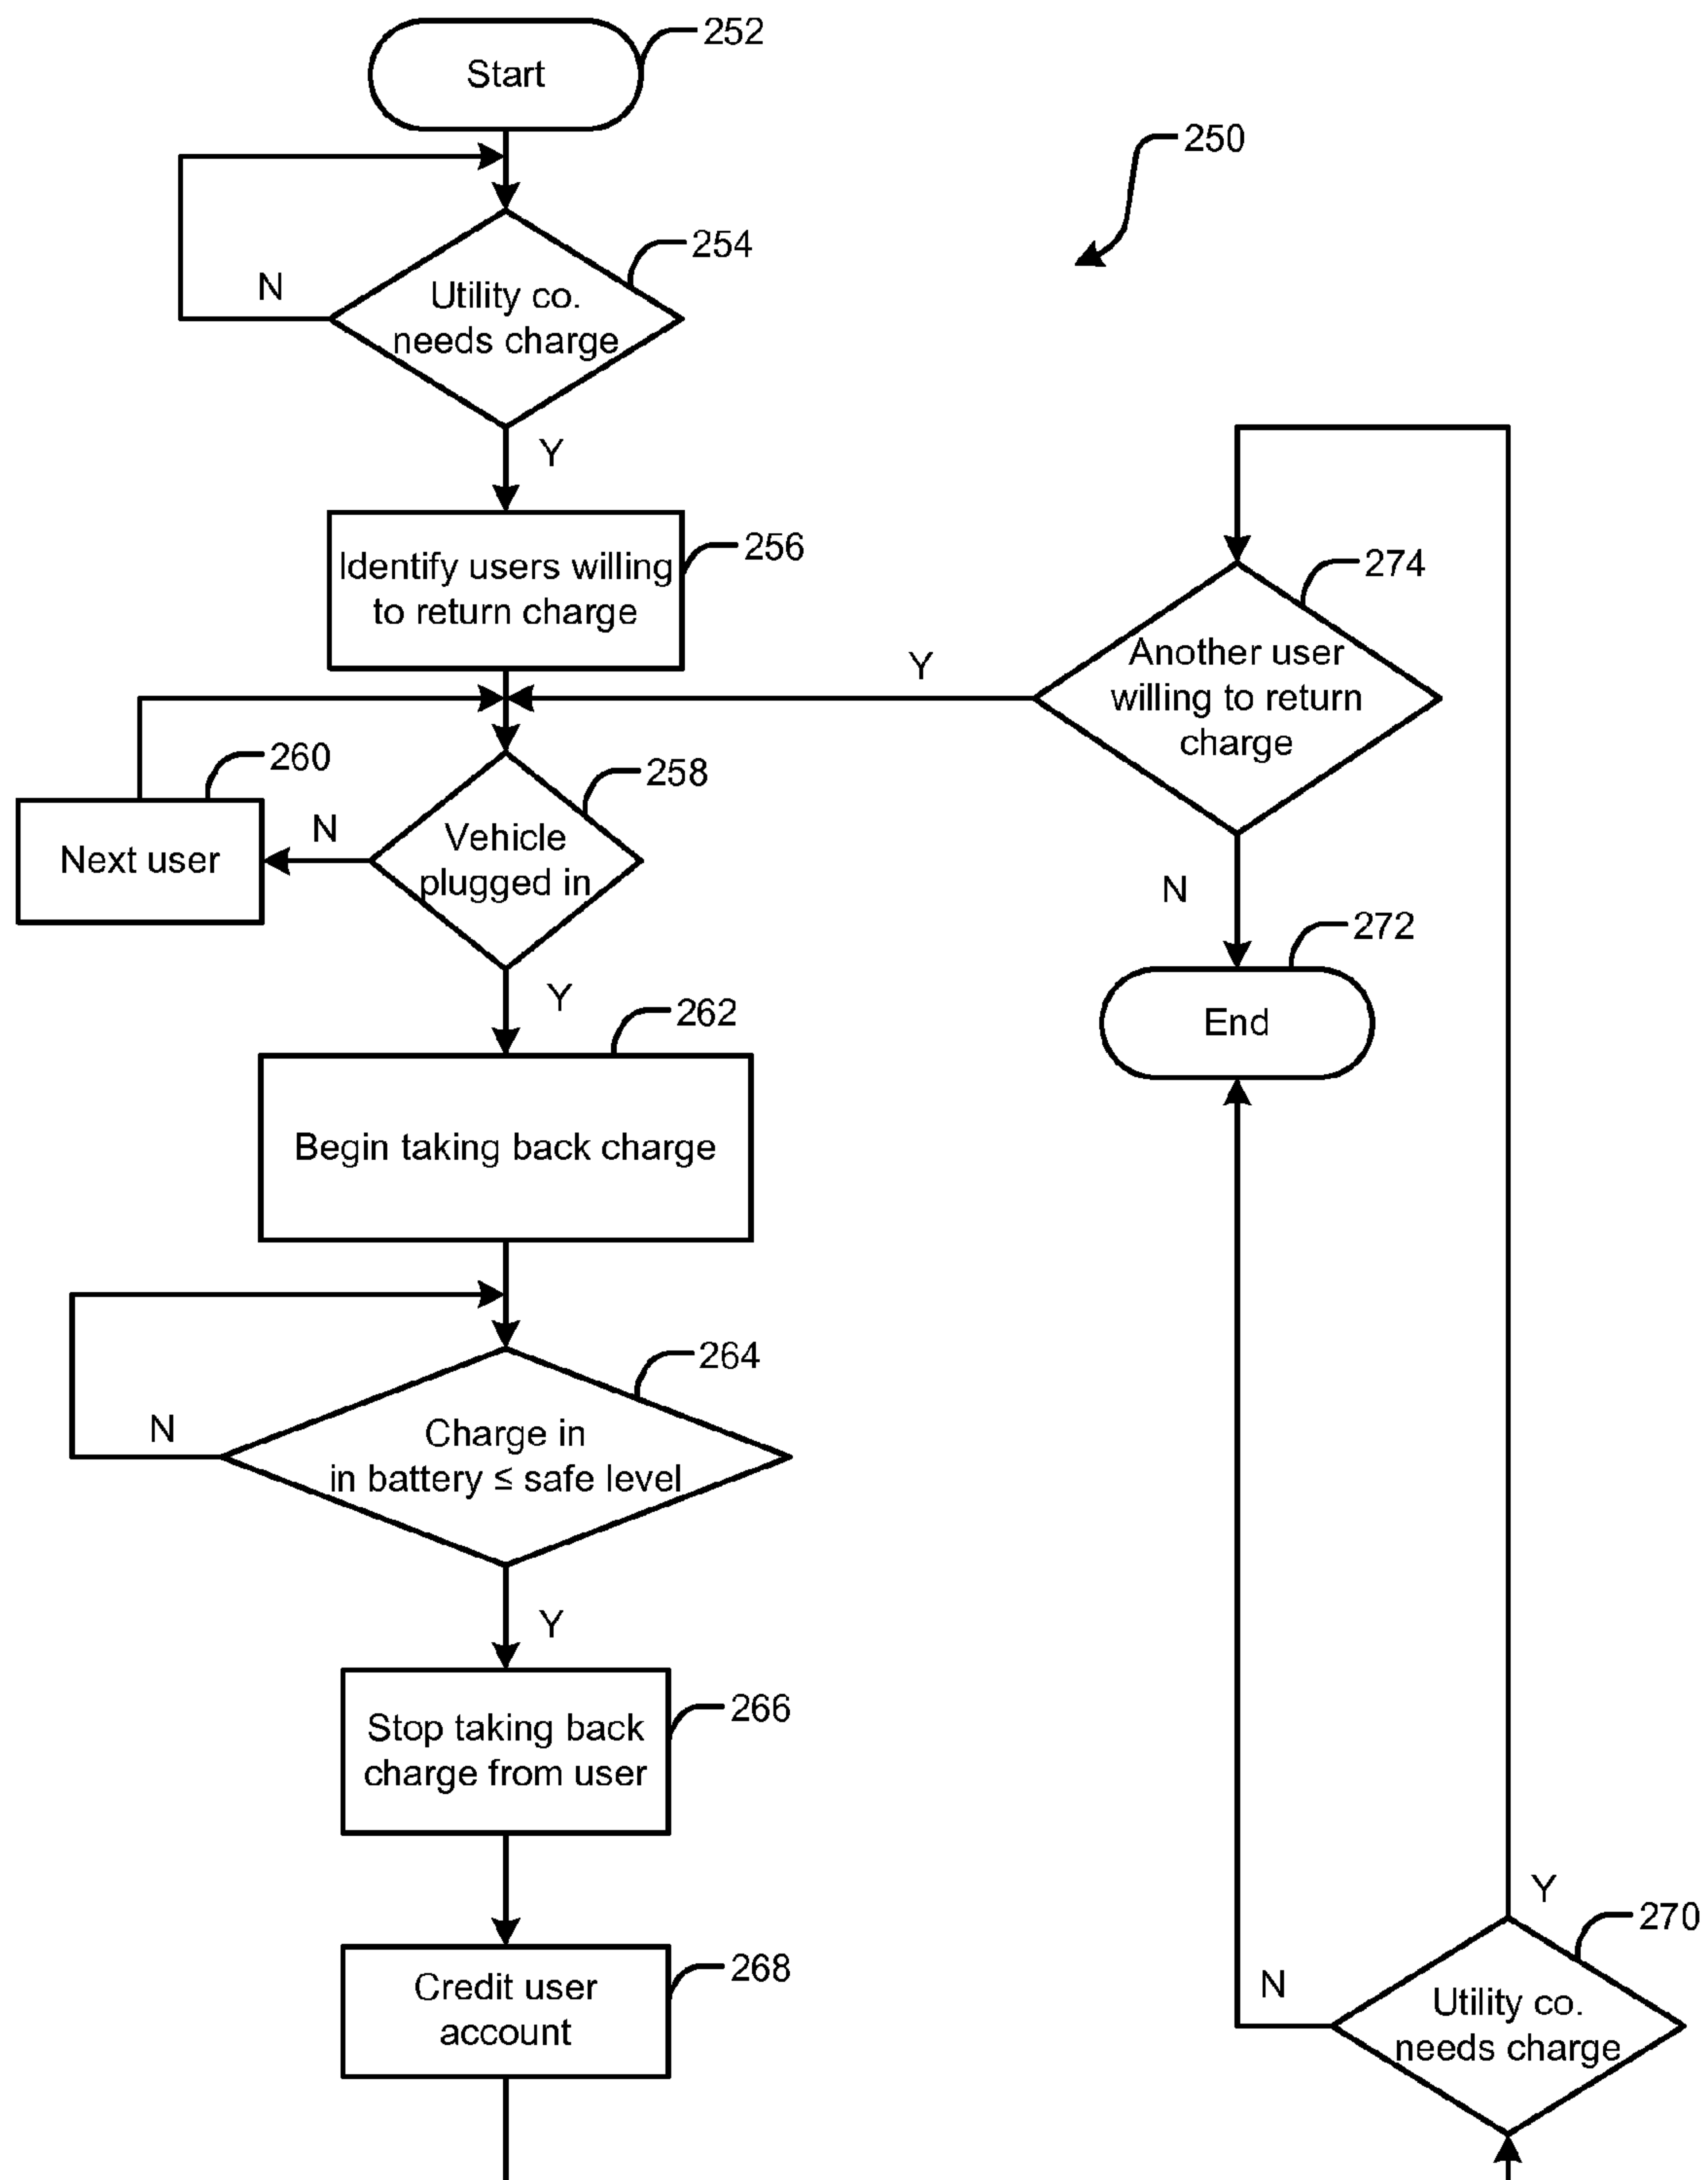 Start
252
250
254
N
Utility co.
needs charge
Y
256
Identify users willing
to return charge
274
Another user
willing to return
charge
Y
260
Next user
258
N
Vehicle
plugged in
N
272
End
Y
262
Begin taking back charge
264
N
Charge in
in battery ≤ safe level
Y
266
Stop taking back
charge from user
Y
270
268
Credit user
account
N
Utility co.
needs charge